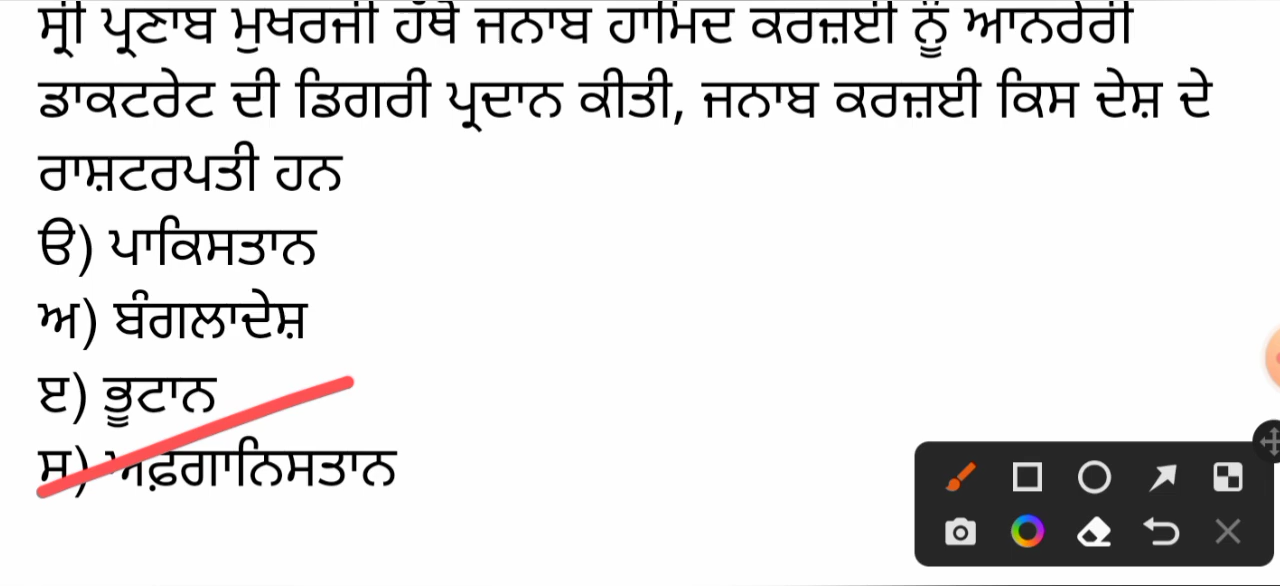 ਸ੍ਰੀ ਪ੍ਰਣਾਬ ਮੁਖਰਜੀ ਹੱਥੋਂ ਜਨਾਬ ਹਾਮਿਦ ਕਰਜ਼ਈ ਨੂੰ ਆਨਰੇਰੀ
ਡਾਕਟਰੇਟ ਦੀ ਡਿਗਰੀ ਪ੍ਰਦਾਨ ਕੀਤੀ, ਜਨਾਬ ਕਰਜ਼ਈ ਕਿਸ ਦੇਸ਼ ਦੇ
ਰਾਸ਼ਟਰਪਤੀ ਹਨ
ੳ) ਪਾਕਿਸਤਾਨ
ਅ) ਬੰਗਲਾਦੇਸ਼
ੲ) ਭੂਟਾਨ
ਸ) ਅਫ਼ਗਾਨਿਸਤਾਨ